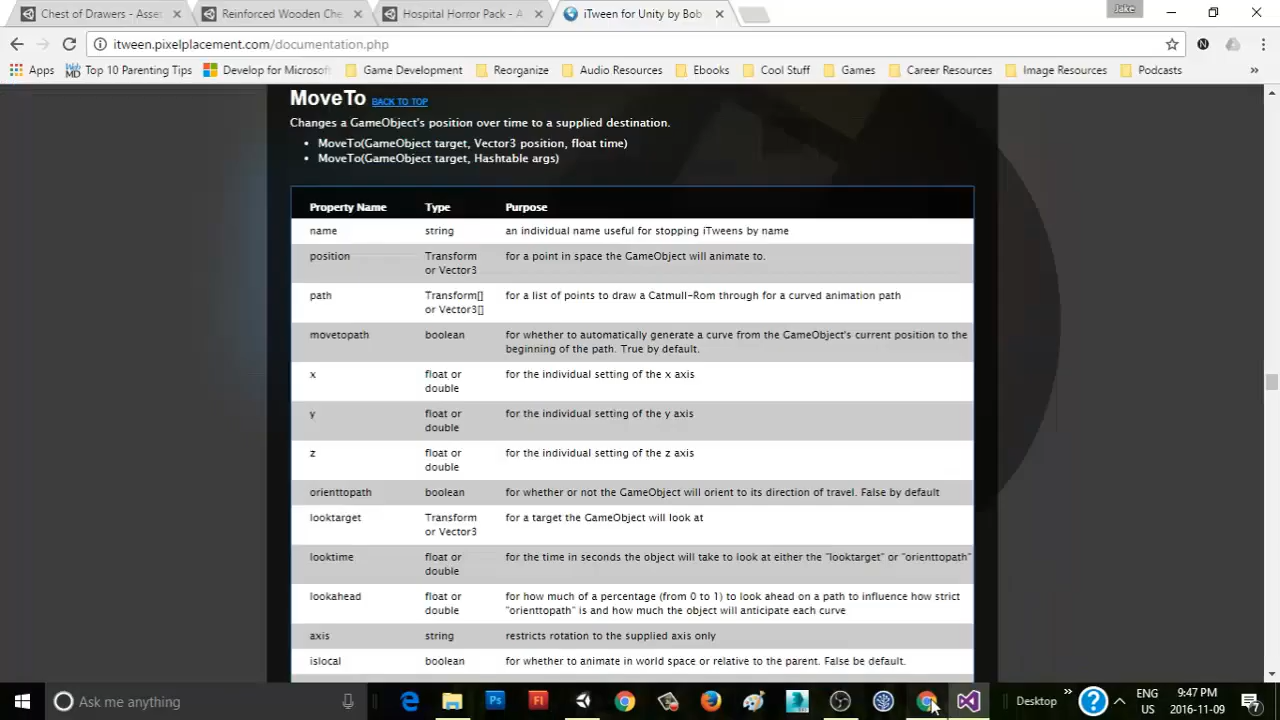 Chest of Drawers - Asse
Reinforced Wooden Che
Hospital Horror Pack - A
iTween for Unity by Bob
Jake
itween.pixelplacement.com/documentation.php
Apps
Top 10 Parenting Tips
Develop for Microsof
Game Development
Reorganize
Audio Resources
Ebooks
Cool Stuff
Games
Career Resources
Image Resources
Podcasts
MoveTo BACK TO TOP
Changes a GameObject's position over time to a supplied destination.
• MoveTo(GameObject target, Vector3 position, float time)
• MoveTo(GameObject target, Hashtable args)
Property Name Type Purpose
name string an individual name useful for stopping iTweens by name
position Transform for a point in space the GameObject will animate to.
or Vector3
path Transform[] for a list of points to draw a Catmull-Rom through for a curved animation path
or Vector3[]
movetopath boolean for whether to automatically generate a curve from the GameObject's current position to the
beginning of the path. True by default.
x float or for the individual setting of the x axis
double
y float or for the individual setting of the y axis
double
z float or for the individual setting of the z axis
double
orienttopath boolean for whether or not the GameObject will orient to its direction of travel. False by default
looktarget Transform for a target the GameObject will look at
or Vector3
looktime float or for the time in seconds the object will take to look at either the "looktarget" or "orienttopath"
double
lookahead float or for how much of a percentage (from 0 to 1) to look ahead on a path to influence how strict
double "orienttopath" is and how much the object will anticipate each curve
axis string restricts rotation to the supplied axis only
islocal boolean for whether to animate in world space or relative to the parent. False be default.
Ask me anything
Desktop
ENG 9:47 PM
US 2016-11-09